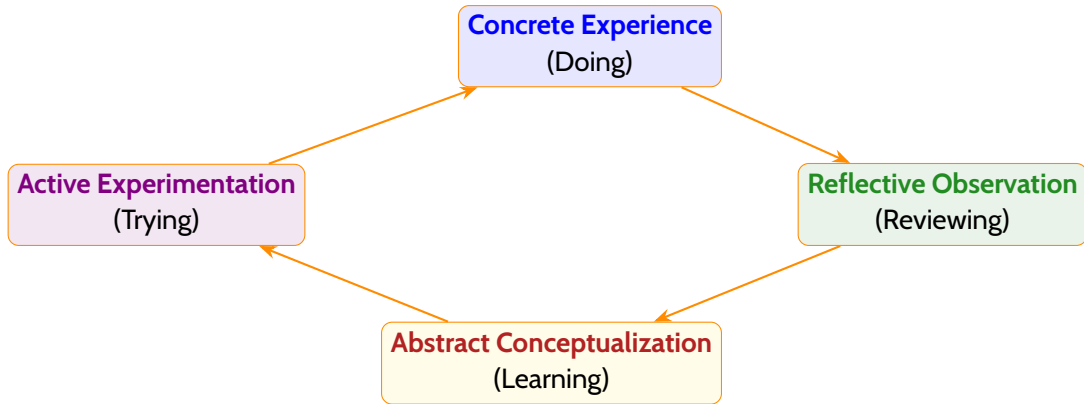 Concrete Experience
(Doing)
Active Experimentation
(Trying)
Reflective Observation
(Reviewing)
Abstract Conceptualization
(Learning)